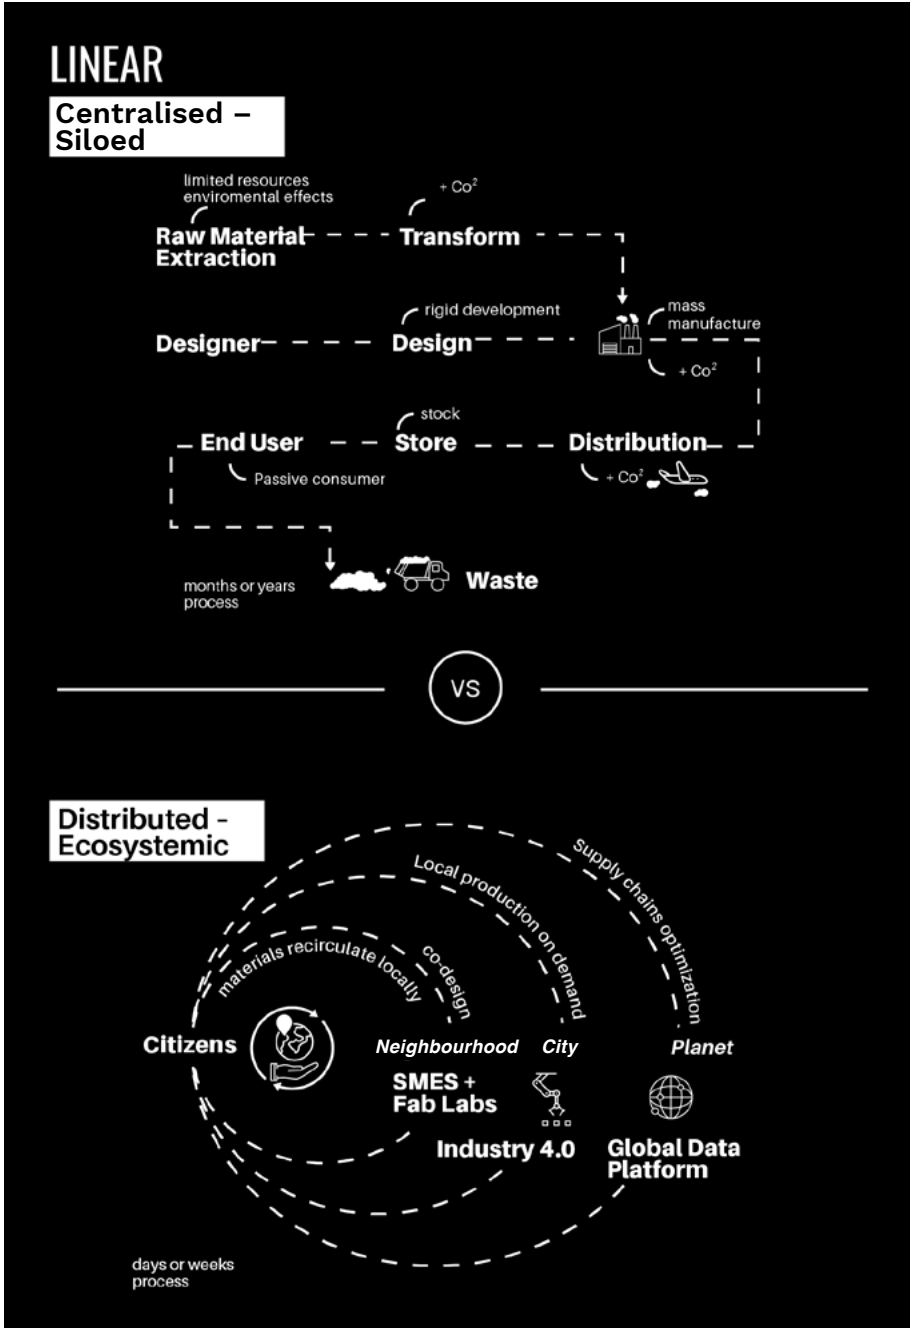 LINEAR
Centralised –
Siloed
limited resources
enviromental effects
+ Co²
Raw Material
Extraction
Transform
rigid development
mass
manufacture
Designer
Design
+ Co²
stock
End User
Store
Distribution
Passive consumer
+ Co²
months or years
process
Waste
VS
Distributed -
Ecosystemic
Supply chains optimization
Local production on demand
materials recirculate locally
co-design
Citizens
Neighbourhood
City
Planet
SMES +
Fab Labs
Industry 4.0
Global Data
Platform
days or weeks
process